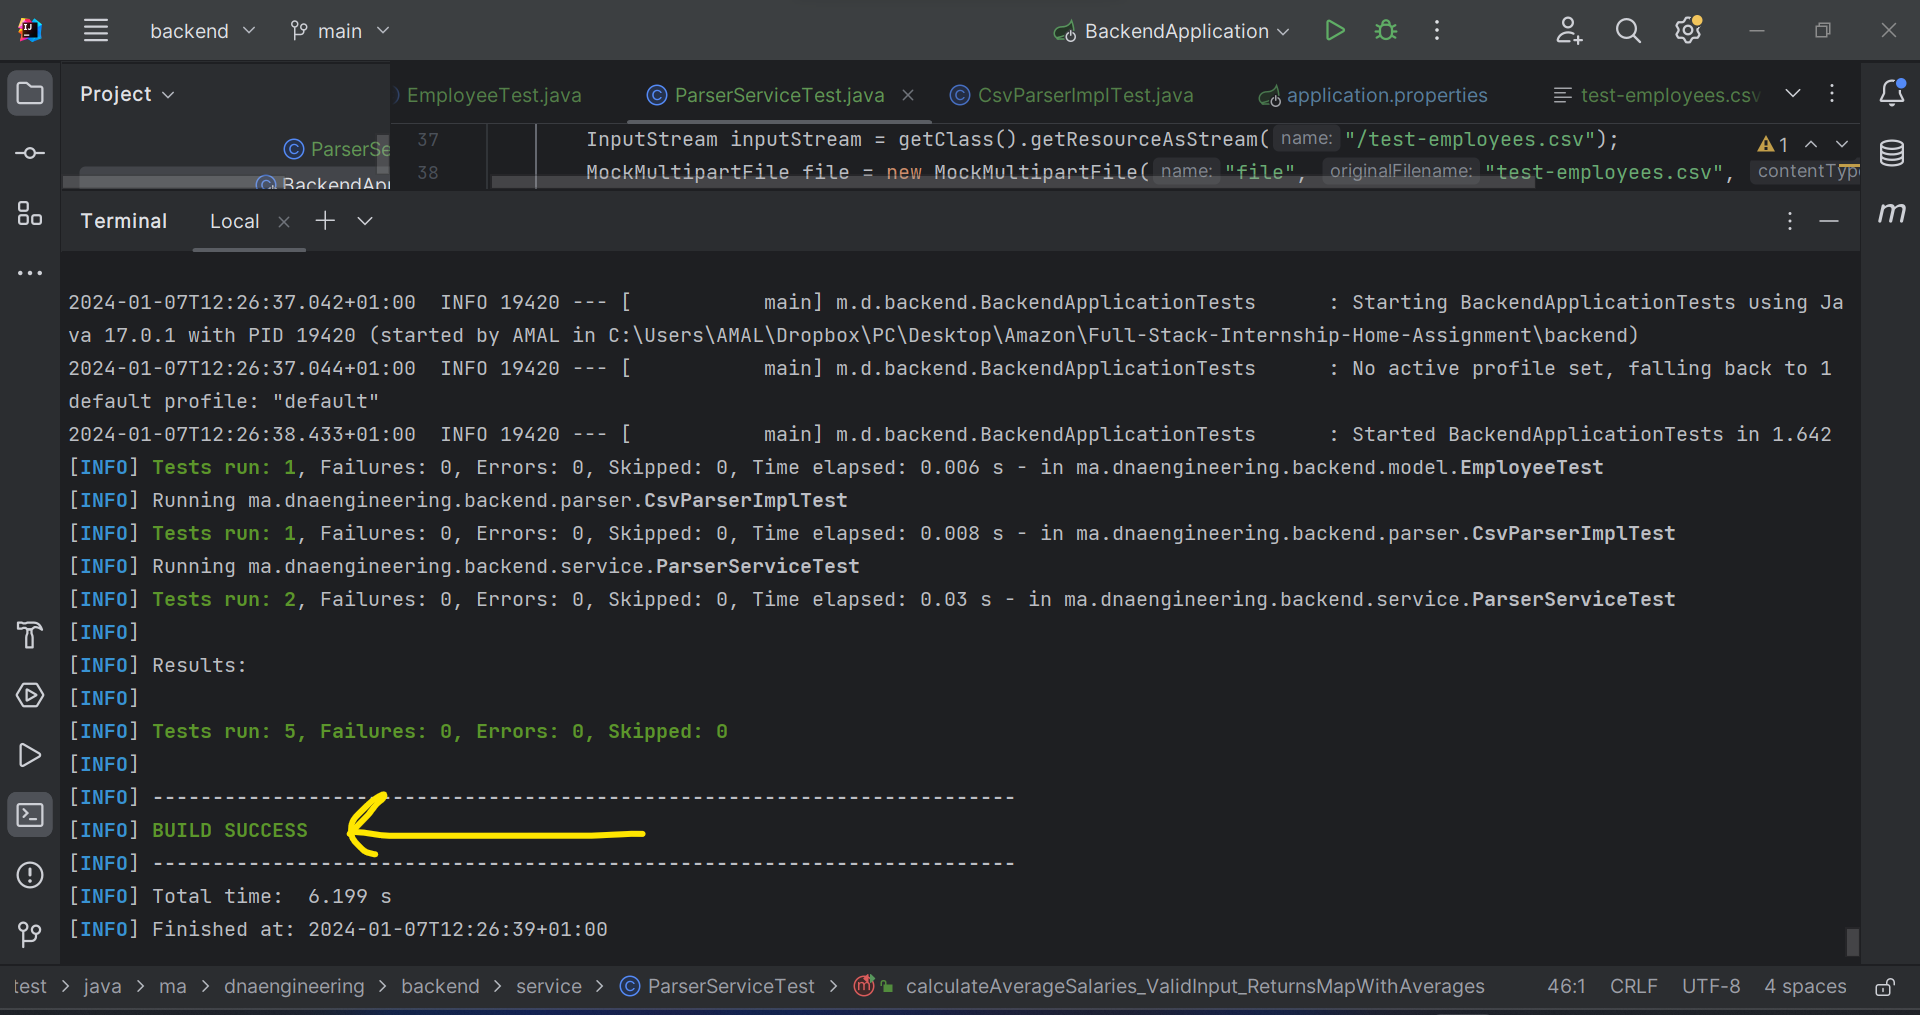 backend main BackendApplication
Project
EmployeeTest.java ParserServiceTest.java CsvParserImplTest.java application.properties test-employees.csv
ParserSe
37 InputStream inputStream = getClass().getResourceAsStream( name: "/test-employees.csv"); 1
BackendApp
38 MockMultipartFile file = new MockMultipartFile( name: "file", originalFilename: "test-employees.csv", contentType
Terminal Local
2024-01-07T12:26:37.042+01:00  INFO 19420 --- [           main] m.d.backend.BackendApplicationTests      : Starting BackendApplicationTests using Ja
va 17.0.1 with PID 19420 (started by AMAL in C:\Users\AMAL\Dropbox\PC\Desktop\Amazon\Full-Stack-Internship-Home-Assignment\backend)
2024-01-07T12:26:37.044+01:00  INFO 19420 --- [           main] m.d.backend.BackendApplicationTests      : No active profile set, falling back to 1
default profile: "default"
2024-01-07T12:26:38.433+01:00  INFO 19420 --- [           main] m.d.backend.BackendApplicationTests      : Started BackendApplicationTests in 1.642
[INFO] Tests run: 1, Failures: 0, Errors: 0, Skipped: 0, Time elapsed: 0.006 s - in ma.dnaengineering.backend.model.EmployeeTest
[INFO] Running ma.dnaengineering.backend.parser.CsvParserImplTest
[INFO] Tests run: 1, Failures: 0, Errors: 0, Skipped: 0, Time elapsed: 0.008 s - in ma.dnaengineering.backend.parser.CsvParserImplTest
[INFO] Running ma.dnaengineering.backend.service.ParserServiceTest
[INFO] Tests run: 2, Failures: 0, Errors: 0, Skipped: 0, Time elapsed: 0.03 s - in ma.dnaengineering.backend.service.ParserServiceTest
[INFO]
[INFO] Results:
[INFO]
[INFO] Tests run: 5, Failures: 0, Errors: 0, Skipped: 0
[INFO]
[INFO] ------------------------------------------------------------------------
[INFO] BUILD SUCCESS
[INFO] ------------------------------------------------------------------------
[INFO] Total time:  6.199 s
[INFO] Finished at: 2024-01-07T12:26:39+01:00
test > java > ma > dnaengineering > backend > service > ParserServiceTest > calculateAverageSalaries_ValidInput_ReturnsMapWithAverages 46:1 CRLF UTF-8 4 spaces